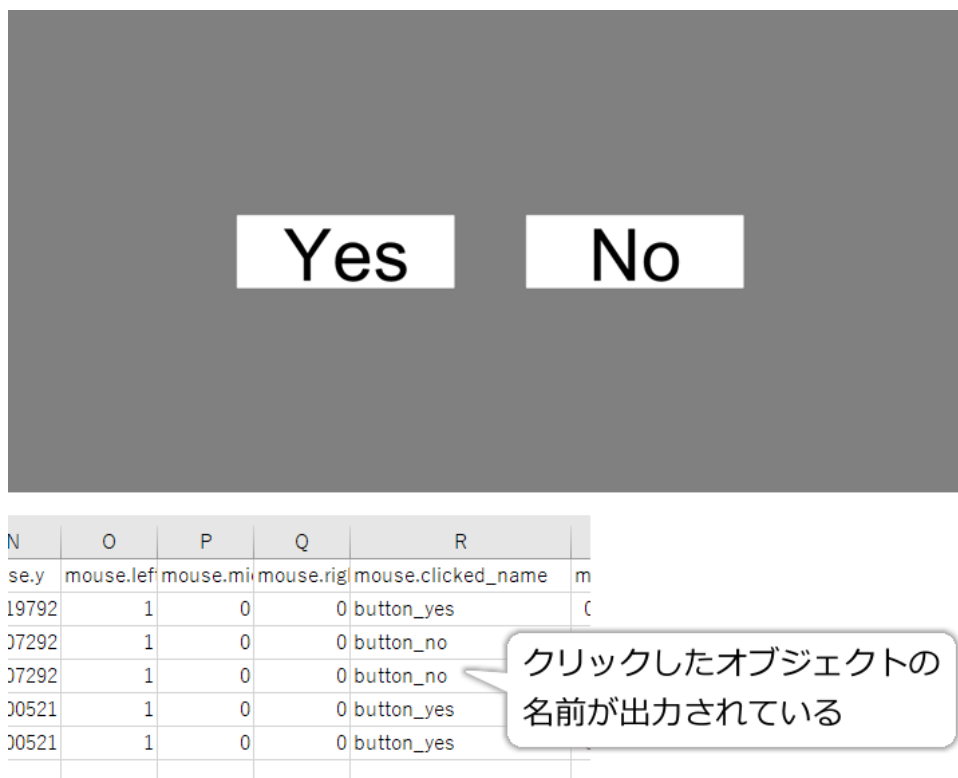 Yes No
N O P Q R
se.y mouse.left mouse.mi mouse.rig mouse.clicked_name m
19792 1 0 0 button_yes
07292 1 0 0 button_no
07292 1 0 0 button_no
00521 1 0 0 button_yes
00521 1 0 0 button_yes
クリックしたオブジェクトの
名前が出力されている